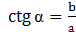 ctg α = b/a